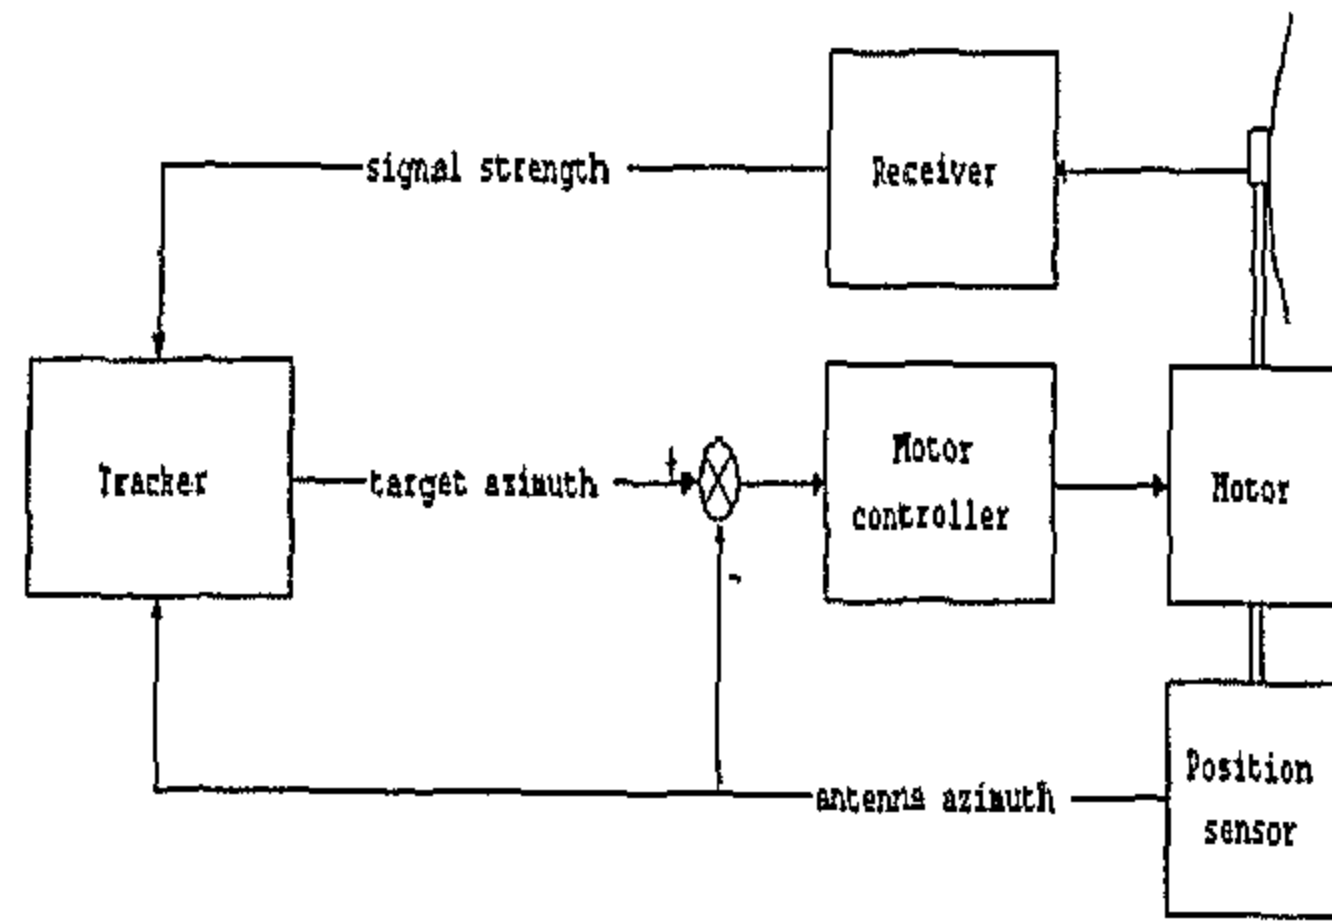 signal strength
Receiver
Tracker
target azimuth
+
Motor
controller
Motor
-
antenna azimuth
Position
sensor